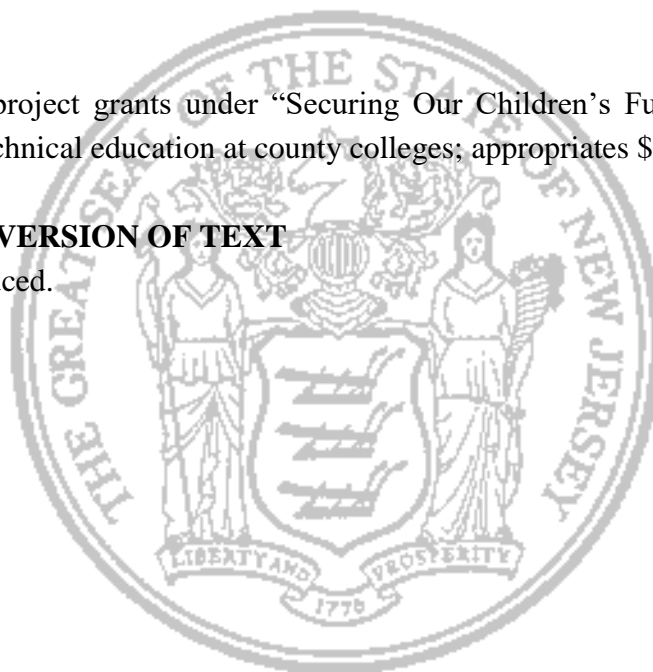 project grants under “Securing Our Children’s Fu
chnical education at county colleges; appropriates $
VERSION OF TEXT
ced.
THE GREAT SEAL OF THE STATE OF NEW JERSEY
LIBERTY AND PROSPERITY
1776